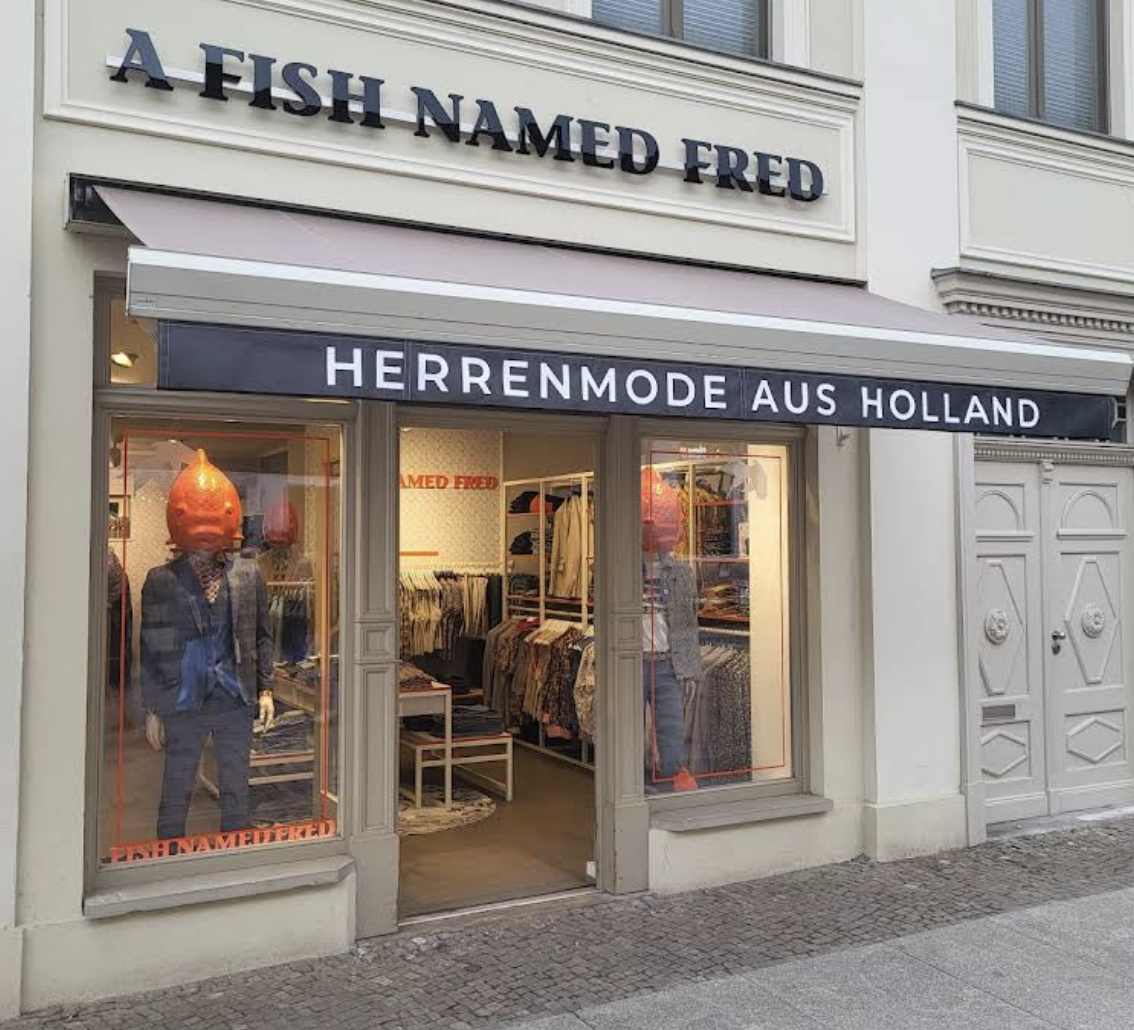 A FISH NAMED FRED
HERRENMODE AUS HOLLAND
AMED FRED
FISH NAMED FRED